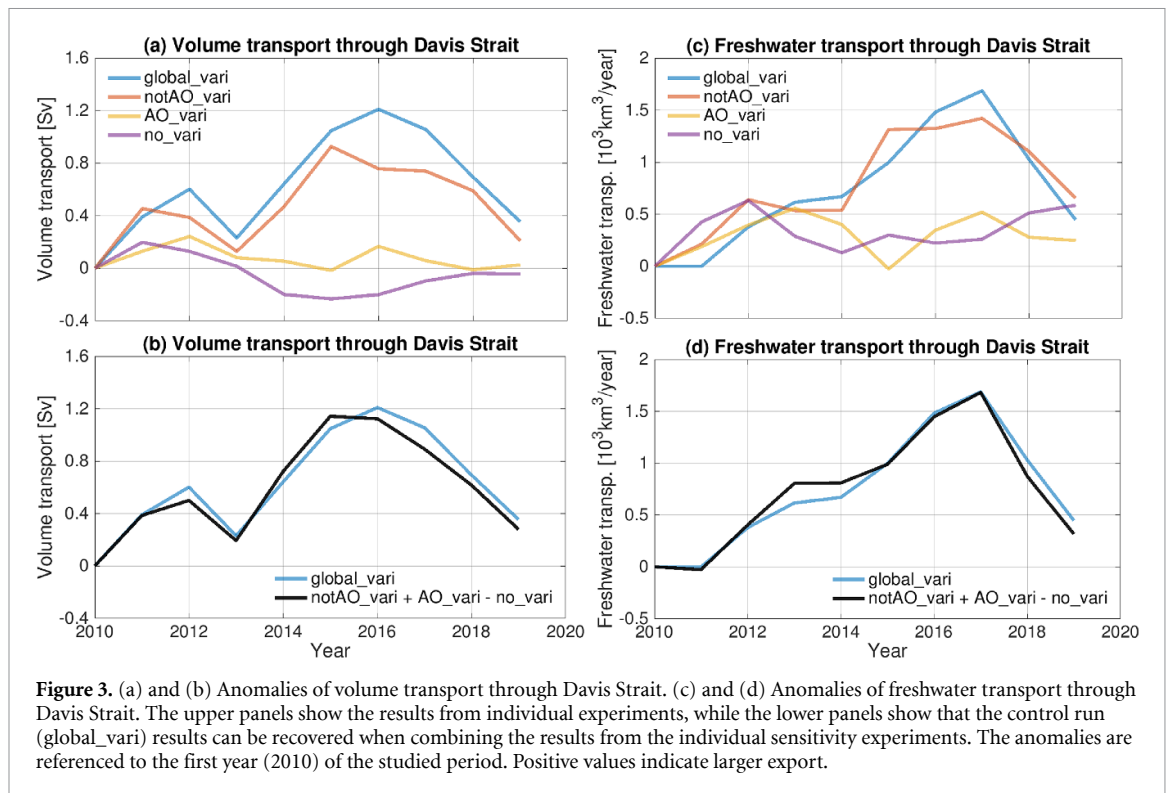 (a) Volume transport through Davis Strait
1.6
1.2
0.8
0.4
0
-0.4
Volume transport [Sv]
global_vari
notAO_vari
AO_vari
no_vari
(c) Freshwater transport through Davis Strait
2
1.5
1
0.5
0
-0.5
Freshwater transp. [10³km³/year]
global_vari
notAO_vari
AO_vari
no_vari
(b) Volume transport through Davis Strait
1.6
1.2
0.8
0.4
0
-0.4
Volume transport [Sv]
global_vari
notAO_vari + AO_vari - no_vari
2010 2012 2014 2016 2018 2020
Year
(d) Freshwater transport through Davis Strait
2
1.5
1
0.5
0
-0.5
Freshwater transp. [10³km³/year]
global_vari
notAO_vari + AO_vari - no_vari
2010 2012 2014 2016 2018 2020
Year
Figure 3. (a) and (b) Anomalies of volume transport through Davis Strait. (c) and (d) Anomalies of freshwater transport through
Davis Strait. The upper panels show the results from individual experiments, while the lower panels show that the control run
(global_vari) results can be recovered when combining the results from the individual sensitivity experiments. The anomalies are
referenced to the first year (2010) of the studied period. Positive values indicate larger export.